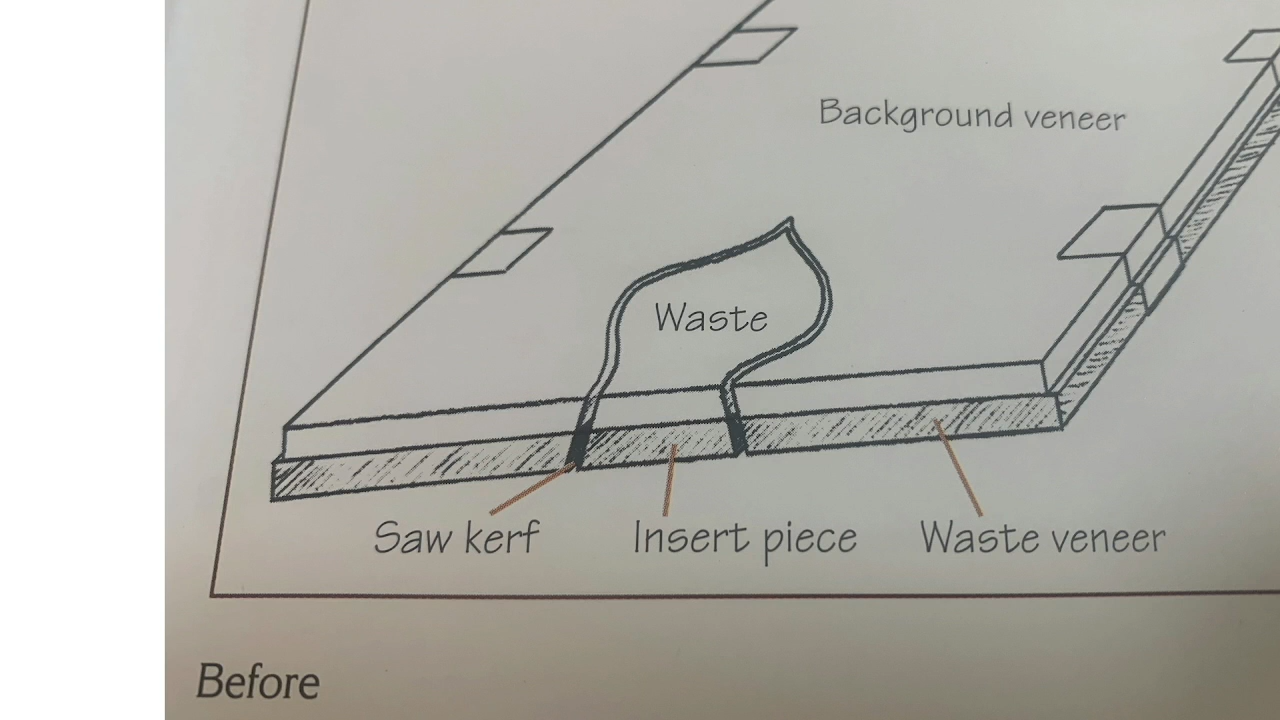 Background veneer
Waste
Saw kerf
Insert piece
Waste veneer
Before